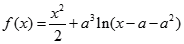 f(x) = x²/2 + a³ln(x − a − a²)